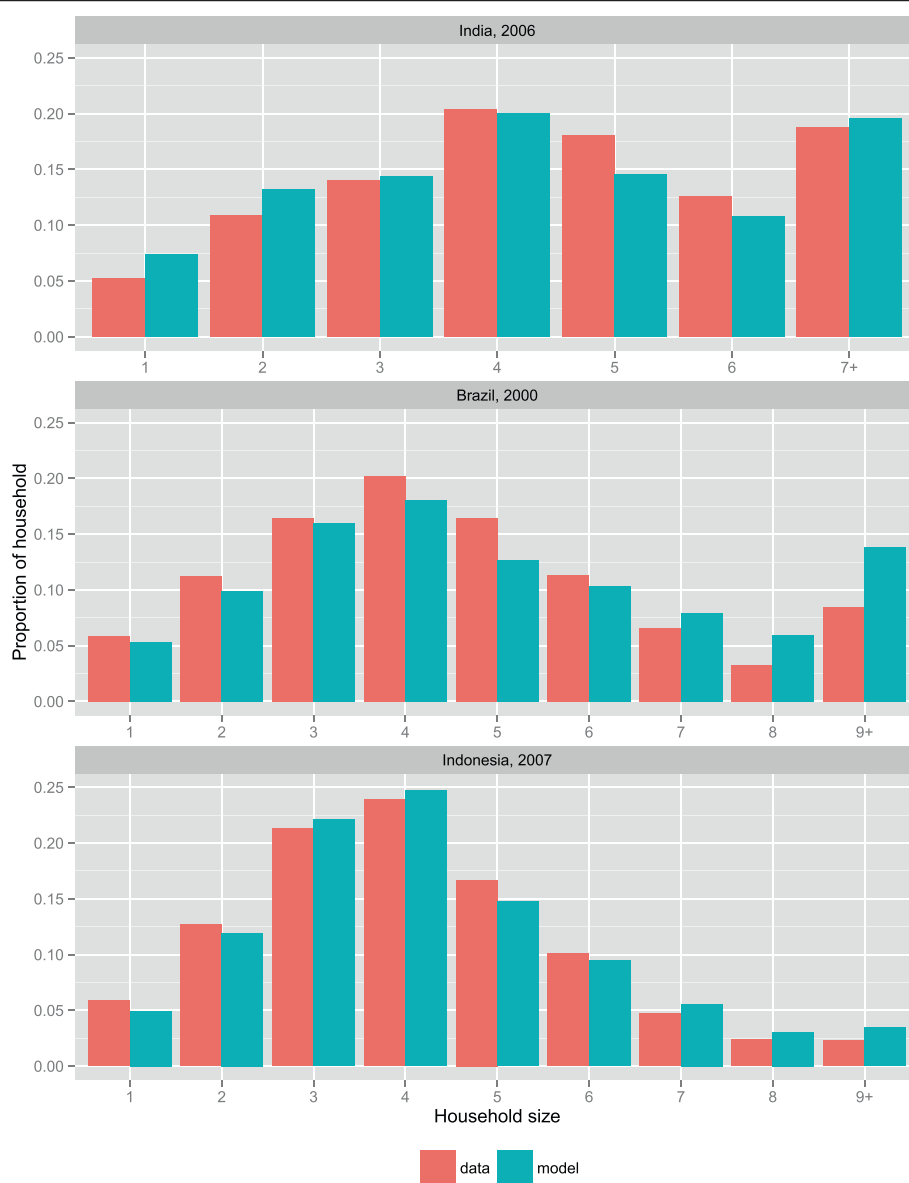 India, 2006
0.25
0.20
0.15
0.10
0.05
0.00
1 2 3 4 5 6 7+
Brazil, 2000
0.25
0.20
0.15
0.10
0.05
0.00
1 2 3 4 5 6 7 8 9+
Proportion of household
Indonesia, 2007
0.25
0.20
0.15
0.10
0.05
0.00
1 2 3 4 5 6 7 8 9+
Household size
data model